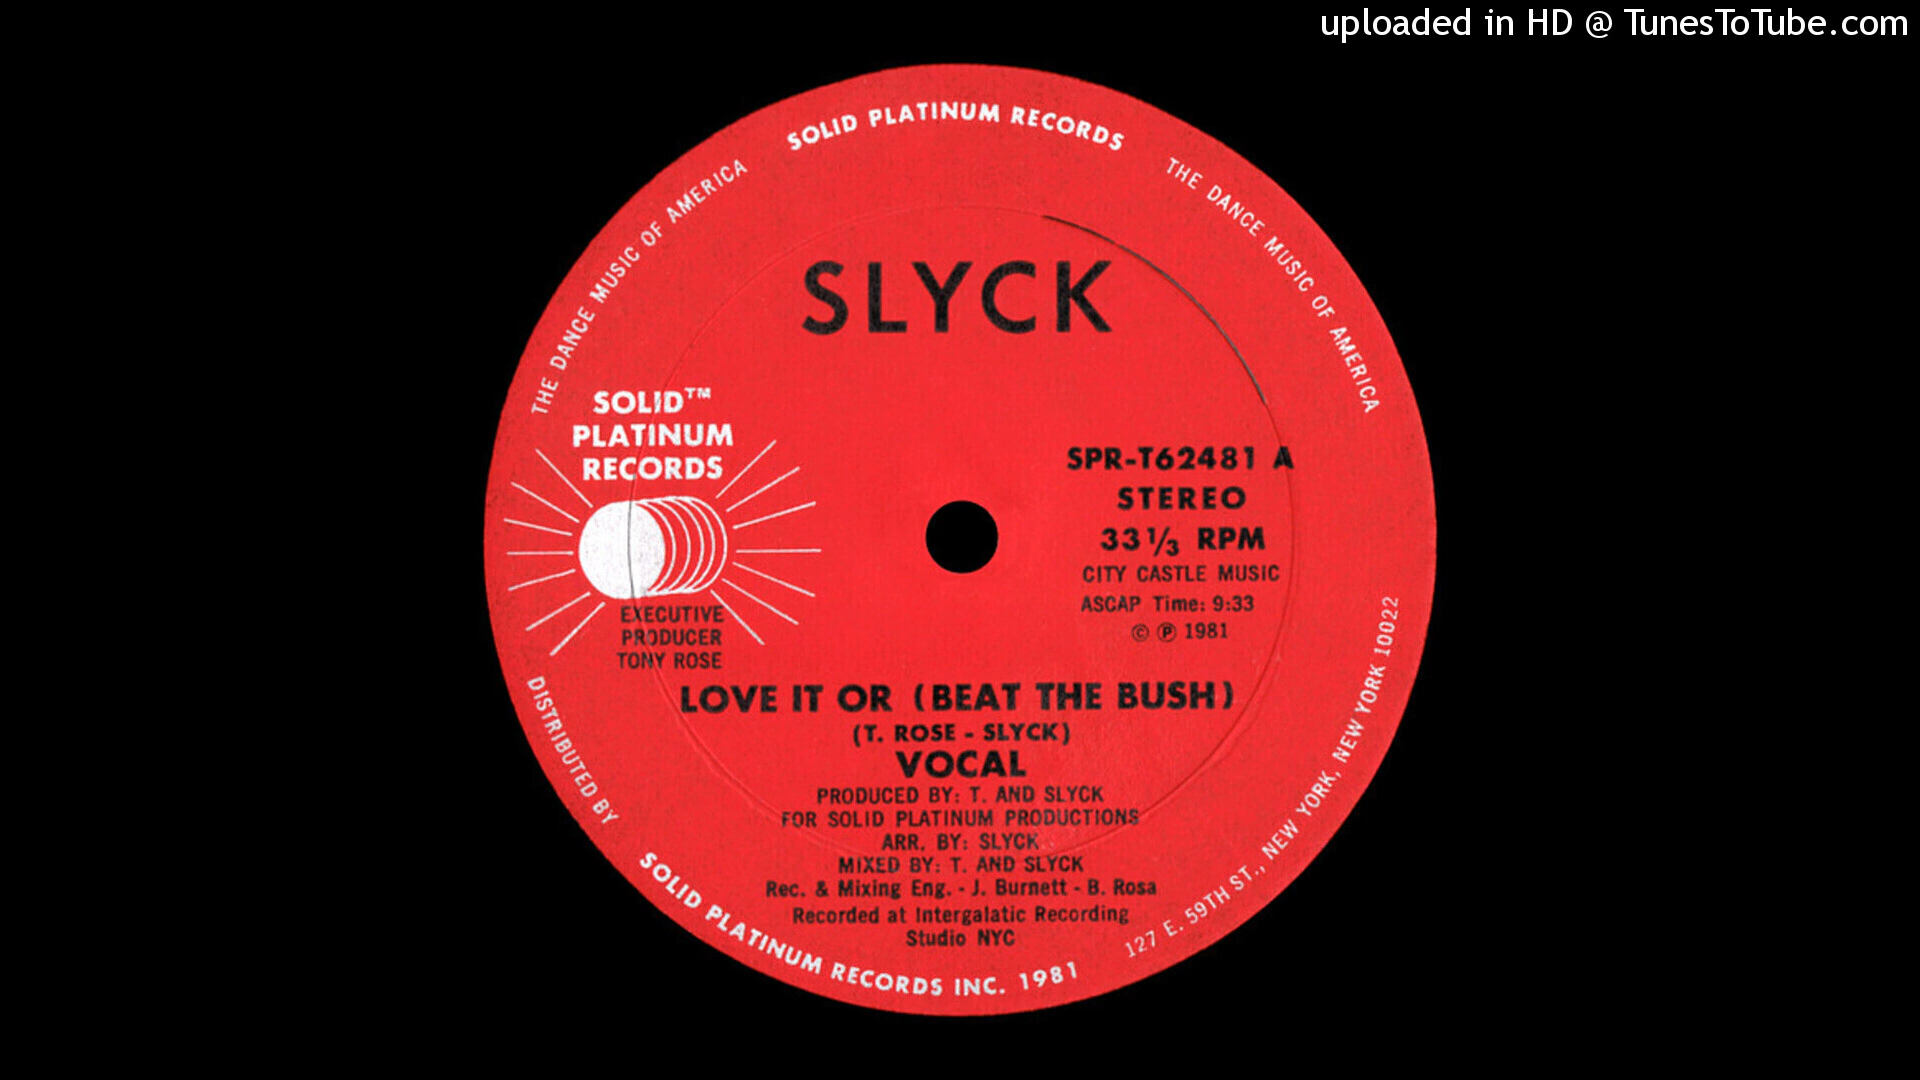 uploaded in HD @ TunesToTube.com
SOLID PLATINUM RECORDS
THE DANCE MUSIC OF AMERICA
THE DANCE MUSIC OF AMERICA
SLYCK
SOLID™
PLATINUM
RECORDS
EXECUTIVE
PRODUCER
TONY ROSE
SPR-T62481 A
STEREO
33 1/3 RPM
CITY CASTLE MUSIC
ASCAP Time: 9:33
© ℗ 1981
LOVE IT OR (BEAT THE BUSH)
(T. ROSE - SLYCK)
VOCAL
PRODUCED BY: T. AND SLYCK
FOR SOLID PLATINUM PRODUCTIONS
ARR. BY: SLYCK
MIXED BY: T. AND SLYCK
Rec. & Mixing Eng. - J. Burnett - B. Rosa
Recorded at Intergalatic Recording
Studio NYC
DISTRIBUTED BY
SOLID PLATINUM RECORDS INC. 1981
127 E. 59TH ST., NEW YORK, NEW YORK 10022